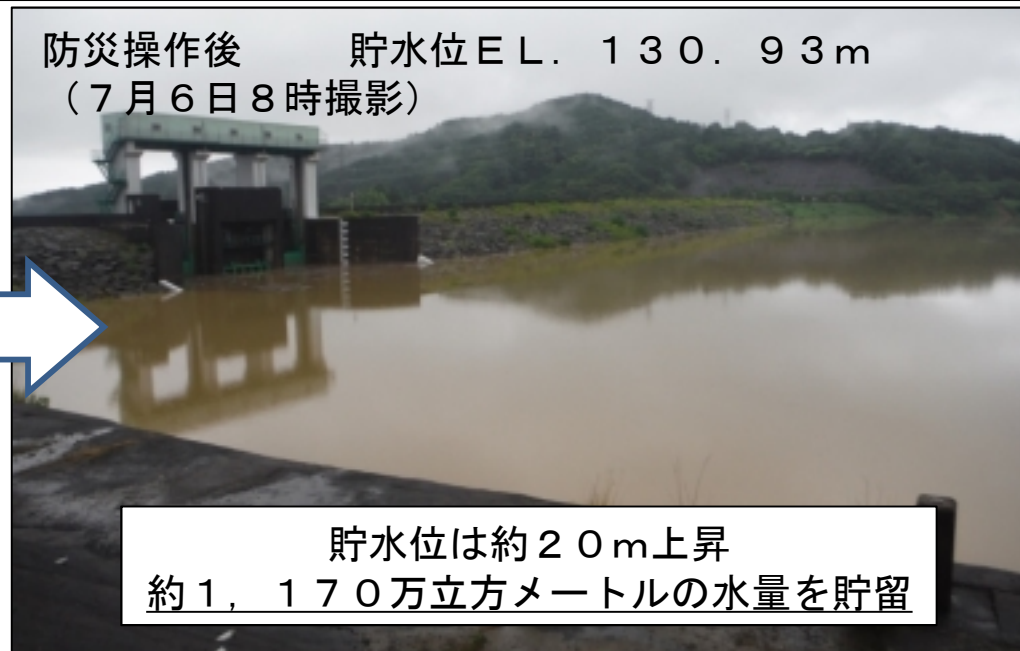 防災操作後　　貯水位ＥＬ．１３０．９３ｍ
（７月６日８時撮影）
貯水位は約２０ｍ上昇
約１，１７０万立方メートルの水量を貯留